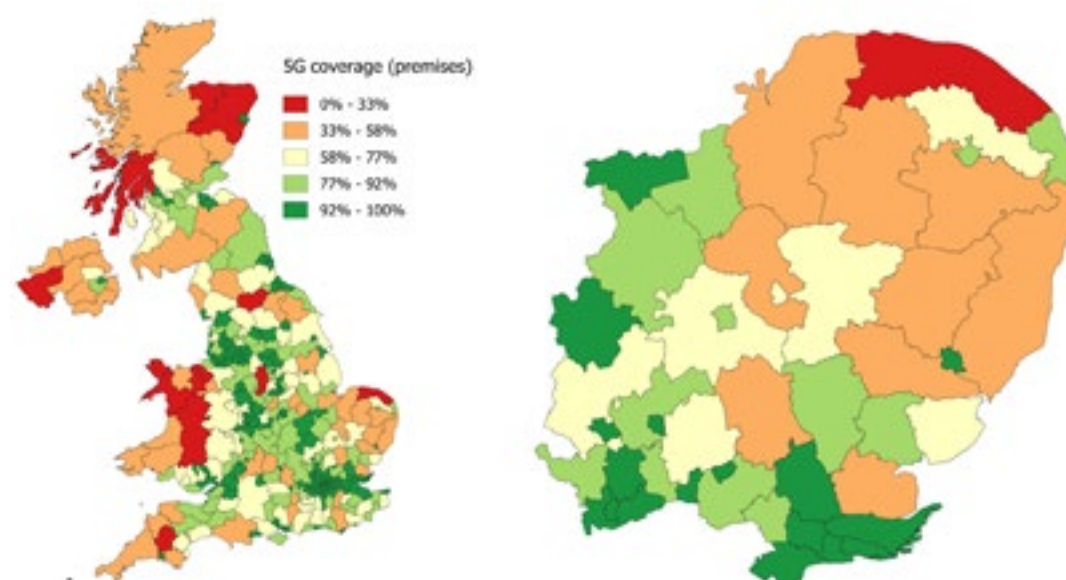 5G coverage (premises)
0% - 33%
33% - 58%
58% - 77%
77% - 92%
92% - 100%